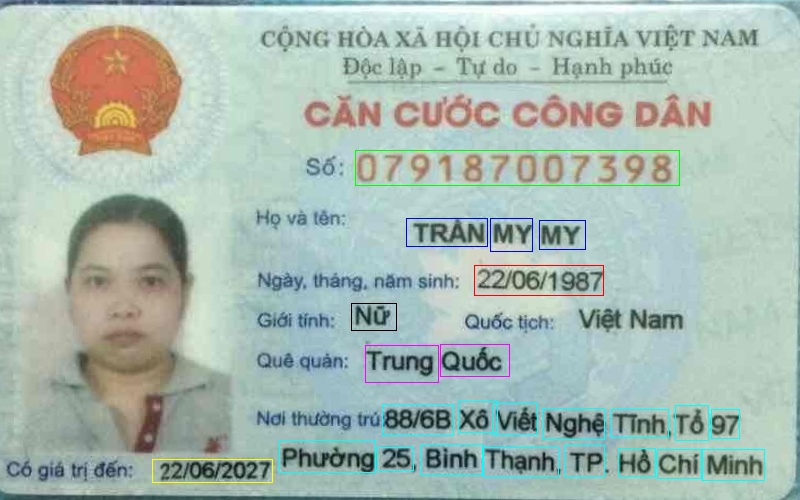 CỘNG HÒA XÃ HỘI CHỦ NGHĨA VIỆT NAM
Độc lập - Tự do - Hạnh phúc
CĂN CƯỚC CÔNG DÂN
Số: 079187007398
Họ và tên: TRẦN MY MY
Ngày, tháng, năm sinh: 22/06/1987
Giới tính: Nữ Quốc tịch: Việt Nam
Quê quán: Trung Quốc
Nơi thường trú: 88/6B Xô Viết Nghệ Tĩnh, Tổ 97
Phường 25, Bình Thạnh, TP. Hồ Chí Minh
Có giá trị đến: 22/06/2027